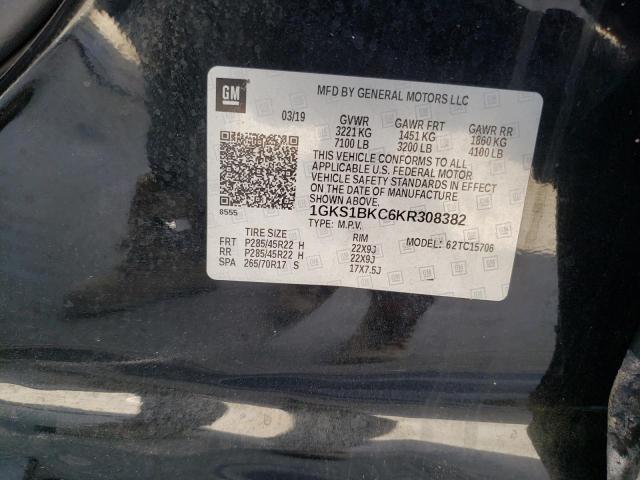 GM
MFD BY GENERAL MOTORS LLC
03/19 GVWR GAWR FRT GAWR RR
3221 KG 1451 KG 1860 KG
7100 LB 3200 LB 4100 LB
THIS VEHICLE CONFORMS TO ALL
APPLICABLE U.S. FEDERAL MOTOR
VEHICLE SAFETY STANDARDS IN EFFECT
ON THE DATE OF MANUFACTURE
SHOWN ABOVE.
8555
1GKS1BKC6KR308382
TYPE: M.P.V. MODEL: 62TC15706
TIRE SIZE RIM
FRT P285/45R22 H 22X9J
RR P285/45R22 H 22X9J
SPA 265/70R17 S 17X7.5J